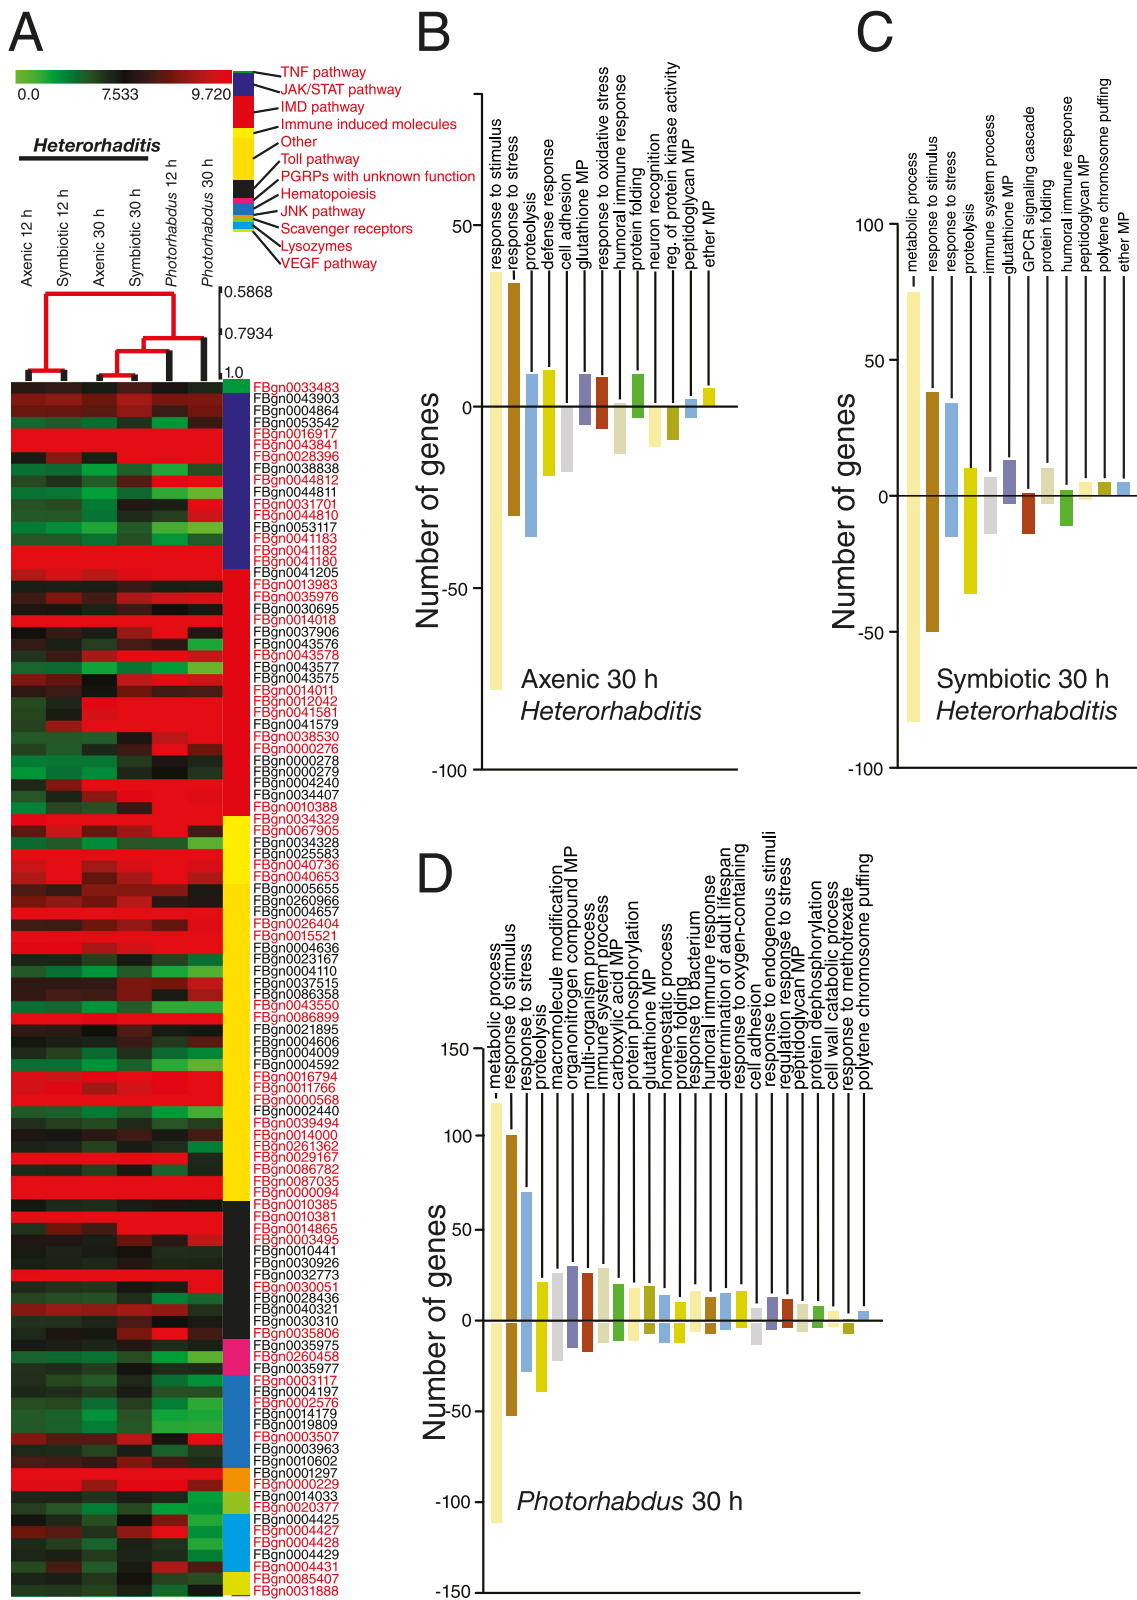 A
0.0 7.533 9.720
Heterorhaditis
Axenic 12 h
Symbiotic 12 h
Axenic 30 h
Symbiotic 30 h
Photorhabdus 12 h
Photorhabdus 30 h
TNF pathway
JAK/STAT pathway
IMD pathway
Immune induced molecules
Other
Toll pathway
PGRPs with unknown function
Hematopoiesis
JNK pathway
Scavenger receptors
Lysozymes
VEGF pathway
0.5868
0.7934
1.0
FBgn0033483
FBgn0043903
FBgn0004864
FBgn0053542
FBgn0016917
FBgn0043841
FBgn0028396
FBgn0038838
FBgn0044812
FBgn0044811
FBgn0031701
FBgn0044810
FBgn0053117
FBgn0041183
FBgn0041182
FBgn0041180
FBgn0041205
FBgn0013983
FBgn0035976
FBgn0030695
FBgn0014018
FBgn0037906
FBgn0043576
FBgn0043578
FBgn0043577
FBgn0043575
FBgn0014011
FBgn0012042
FBgn0041581
FBgn0041579
FBgn0038530
FBgn0000276
FBgn0000278
FBgn0000279
FBgn0004240
FBgn0034407
FBgn0010388
FBgn0034329
FBgn0067905
FBgn0034328
FBgn0025583
FBgn0040736
FBgn0040653
FBgn0005655
FBgn0260966
FBgn0004657
FBgn0026404
FBgn0015521
FBgn0004636
FBgn0023167
FBgn0004110
FBgn0037515
FBgn0086358
FBgn0043550
FBgn0086899
FBgn0021895
FBgn0004606
FBgn0004009
FBgn0004592
FBgn0016794
FBgn0011766
FBgn0000568
FBgn0002440
FBgn0039494
FBgn0014000
FBgn0261362
FBgn0029167
FBgn0086782
FBgn0087035
FBgn0000094
FBgn0010385
FBgn0010381
FBgn0014865
FBgn0003495
FBgn0010441
FBgn0030926
FBgn0032773
FBgn0030051
FBgn0028436
FBgn0040321
FBgn0030310
FBgn0035806
FBgn0035975
FBgn0260458
FBgn0035977
FBgn0003117
FBgn0004197
FBgn0002576
FBgn0014179
FBgn0019809
FBgn0003507
FBgn0003963
FBgn0010602
FBgn0001297
FBgn0000229
FBgn0014033
FBgn0020377
FBgn0004425
FBgn0004427
FBgn0004428
FBgn0004429
FBgn0004431
FBgn0085407
FBgn0031888
B
response to stimulus
response to stress
proteolysis
defense response
cell adhesion
glutathione MP
response to oxidative stress
humoral immune response
protein folding
neuron recognition
reg. of protein kinase activity
peptidoglycan MP
ether MP
50
0
-50
-100
Number of genes
Axenic 30 h
Heterorhabditis
C
metabolic process
response to stimulus
response to stress
proteolysis
immune system process
glutathione MP
GPCR signaling cascade
protein folding
humoral immune response
peptidoglycan MP
polytene chromosome puffing
ether MP
100
50
0
-50
-100
Number of genes
Symbiotic 30 h
Heterorhabditis
D
metabolic process
response to stimulus
response to stress
proteolysis
macromolecule modification
organonitrogen compound MP
multi-organism process
immune system process
carboxylic acid MP
protein phosphorylation
glutathione MP
homeostatic process
protein folding
response to bacterium
humoral immune response
determination of adult lifespan
response to oxygen-containing
cell adhesion
response to endogenous stimuli
regulation response to stress
peptidoglycan MP
protein dephosphorylation
cell wall catabolic process
response to methotrexate
polytene chromosome puffing
150
100
50
0
-50
-100
-150
Number of genes
Photorhabdus 30 h